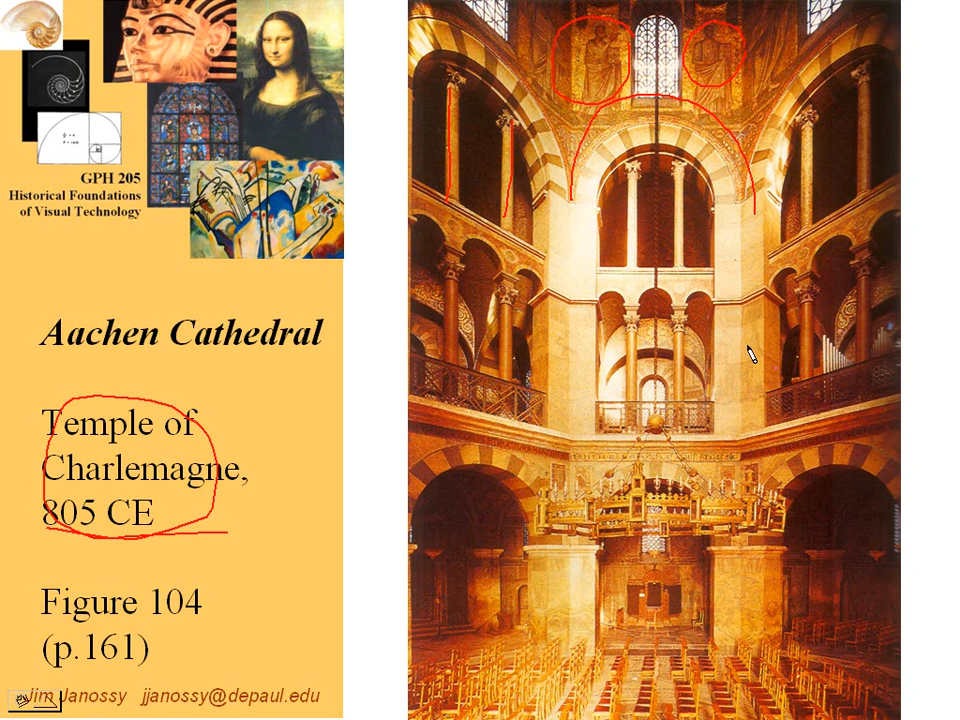 GPH 205
Historical Foundations
of Visual Technology
Aachen Cathedral
Temple of
Charlemagne,
805 CE
Figure 104
(p.161)
Jim Janossy jjanossy@depaul.edu